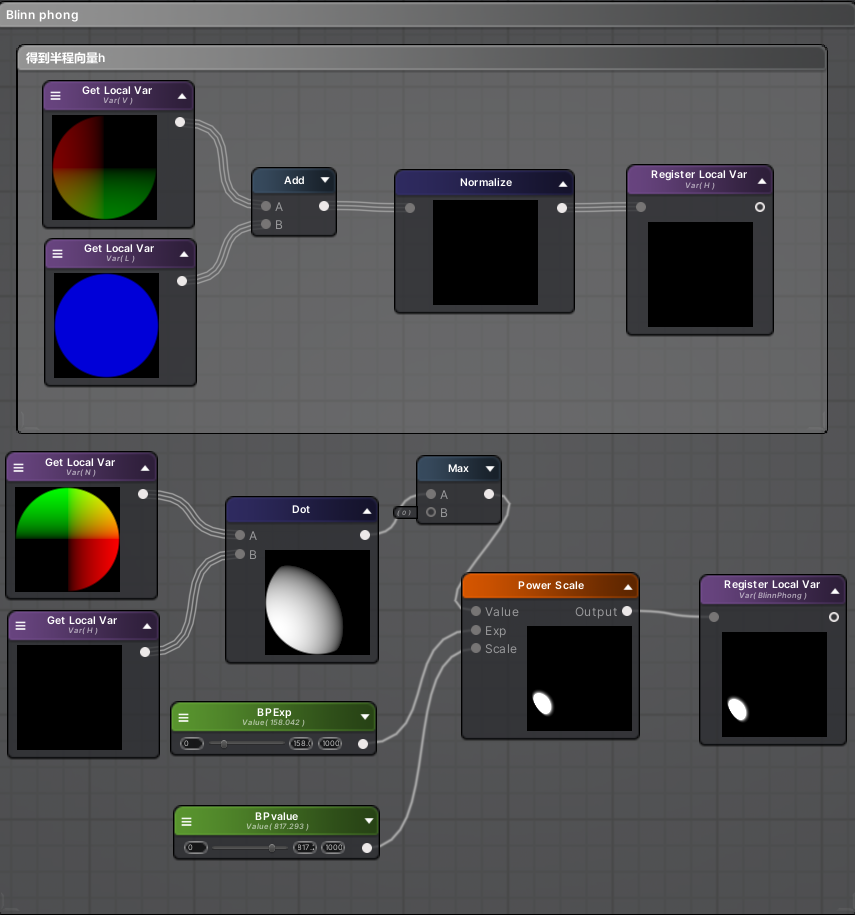 Blinn phong
得到半程向量h
Get Local Var
Var( V )
Get Local Var
Var( L )
Add
A
B
Normalize
Register Local Var
Var( H )
Get Local Var
Var( N )
Get Local Var
Var( H )
Dot
A
B
Max
A
( 0 )
B
Power Scale
Value
Output
Exp
Scale
Register Local Var
Var( BlinnPhong )
BPExp
Value( 158.042 )
0
158.0
1000
BPvalue
Value( 817.293 )
0
817.2
1000